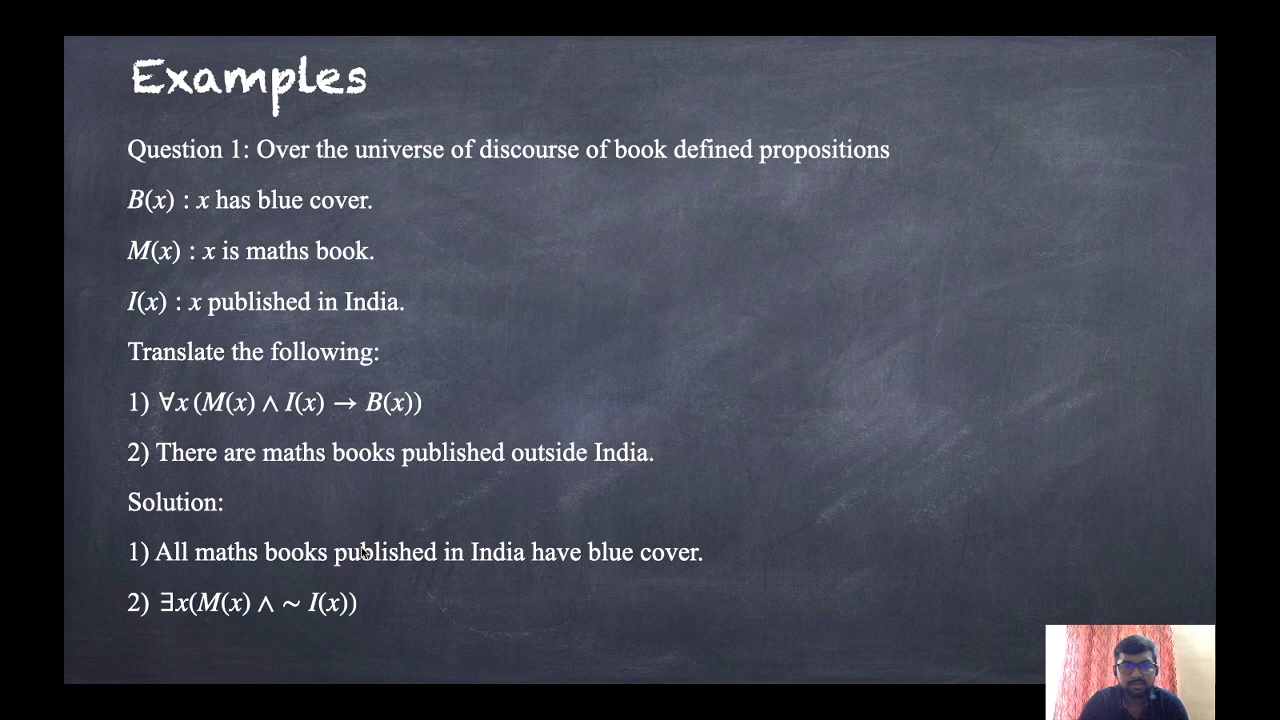 Examples
Question 1: Over the universe of discourse of book defined propositions
B(x) : x has blue cover.
M(x) : x is maths book.
I(x) : x published in India.
Translate the following:
1) ∀x (M(x) ∧ I(x) → B(x))
2) There are maths books published outside India.
Solution:
1) All maths books published in India have blue cover.
2) ∃x(M(x) ∧ ~ I(x))